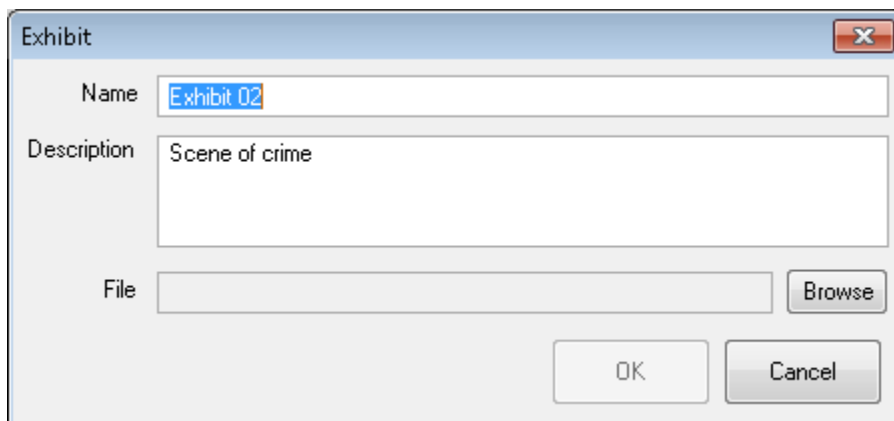 Exhibit
Name Exhibit 02
Description Scene of crime
File Browse
OK Cancel